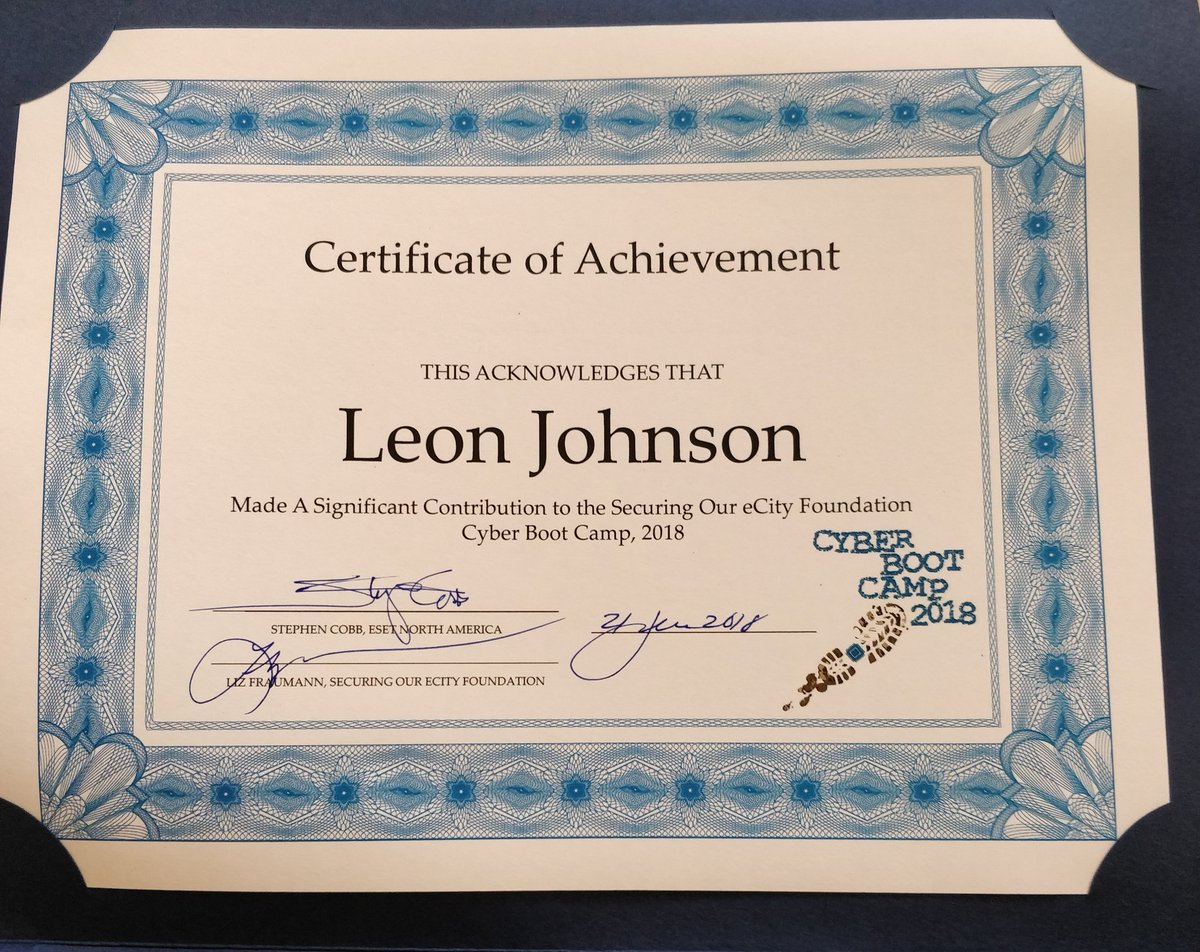 Certificate of Achievement
THIS ACKNOWLEDGES THAT
Leon Johnson
Made A Significant Contribution to the Securing Our eCity Foundation
Cyber Boot Camp, 2018
CYBER
BOOT
CAMP
2018
STEPHEN COBB, ESET NORTH AMERICA
2018
LIZ FRAUMANN, SECURING OUR ECITY FOUNDATION